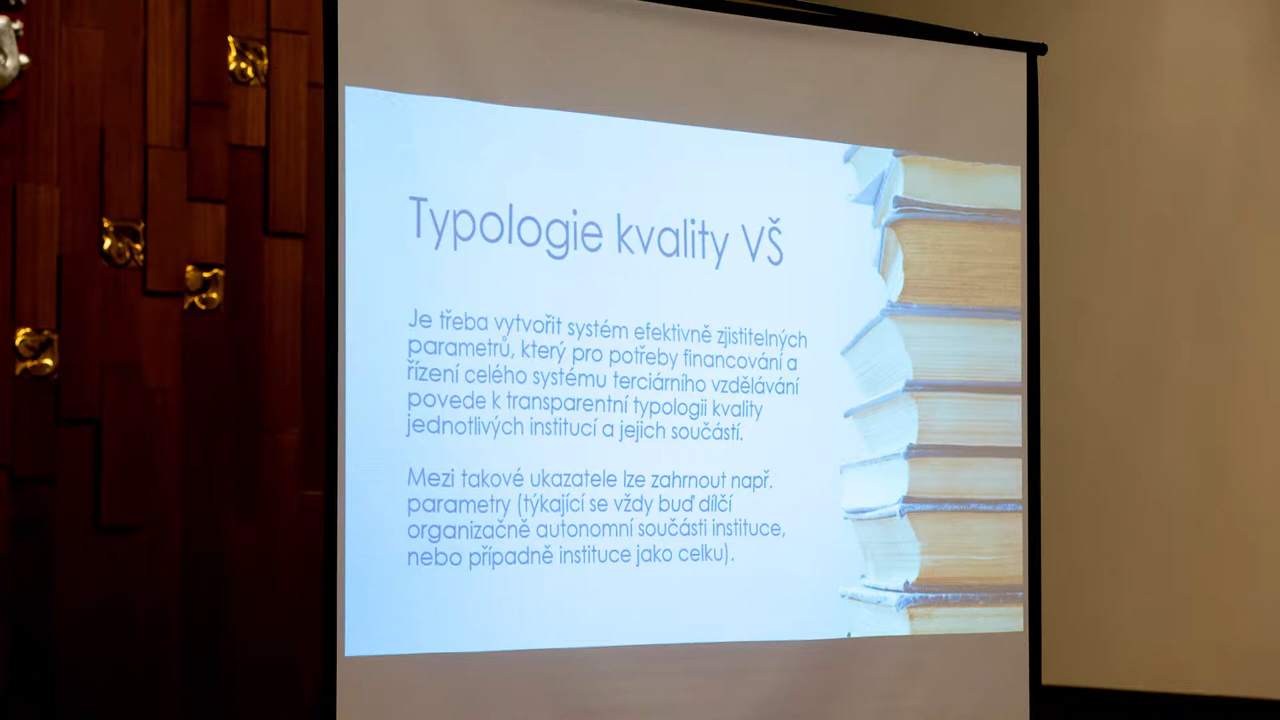 Typologie kvality VŠ
Je třeba vytvořit systém efektivně zjistitelných
parametrů, který pro potřeby financování a
řízení celého systému terciárního vzdělávání
povede k transparentní typologii kvality
jednotlivých institucí a jejich součástí.
Mezi takové ukazatele lze zahrnout např.
parametry (týkající se vždy buď dílčí
organizačně autonomní součásti instituce,
nebo případně instituce jako celku).